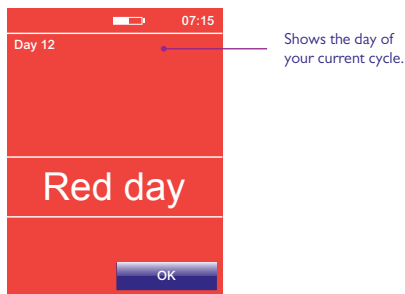 07:15
Day 12
Shows the day of
your current cycle.
Red day
OK